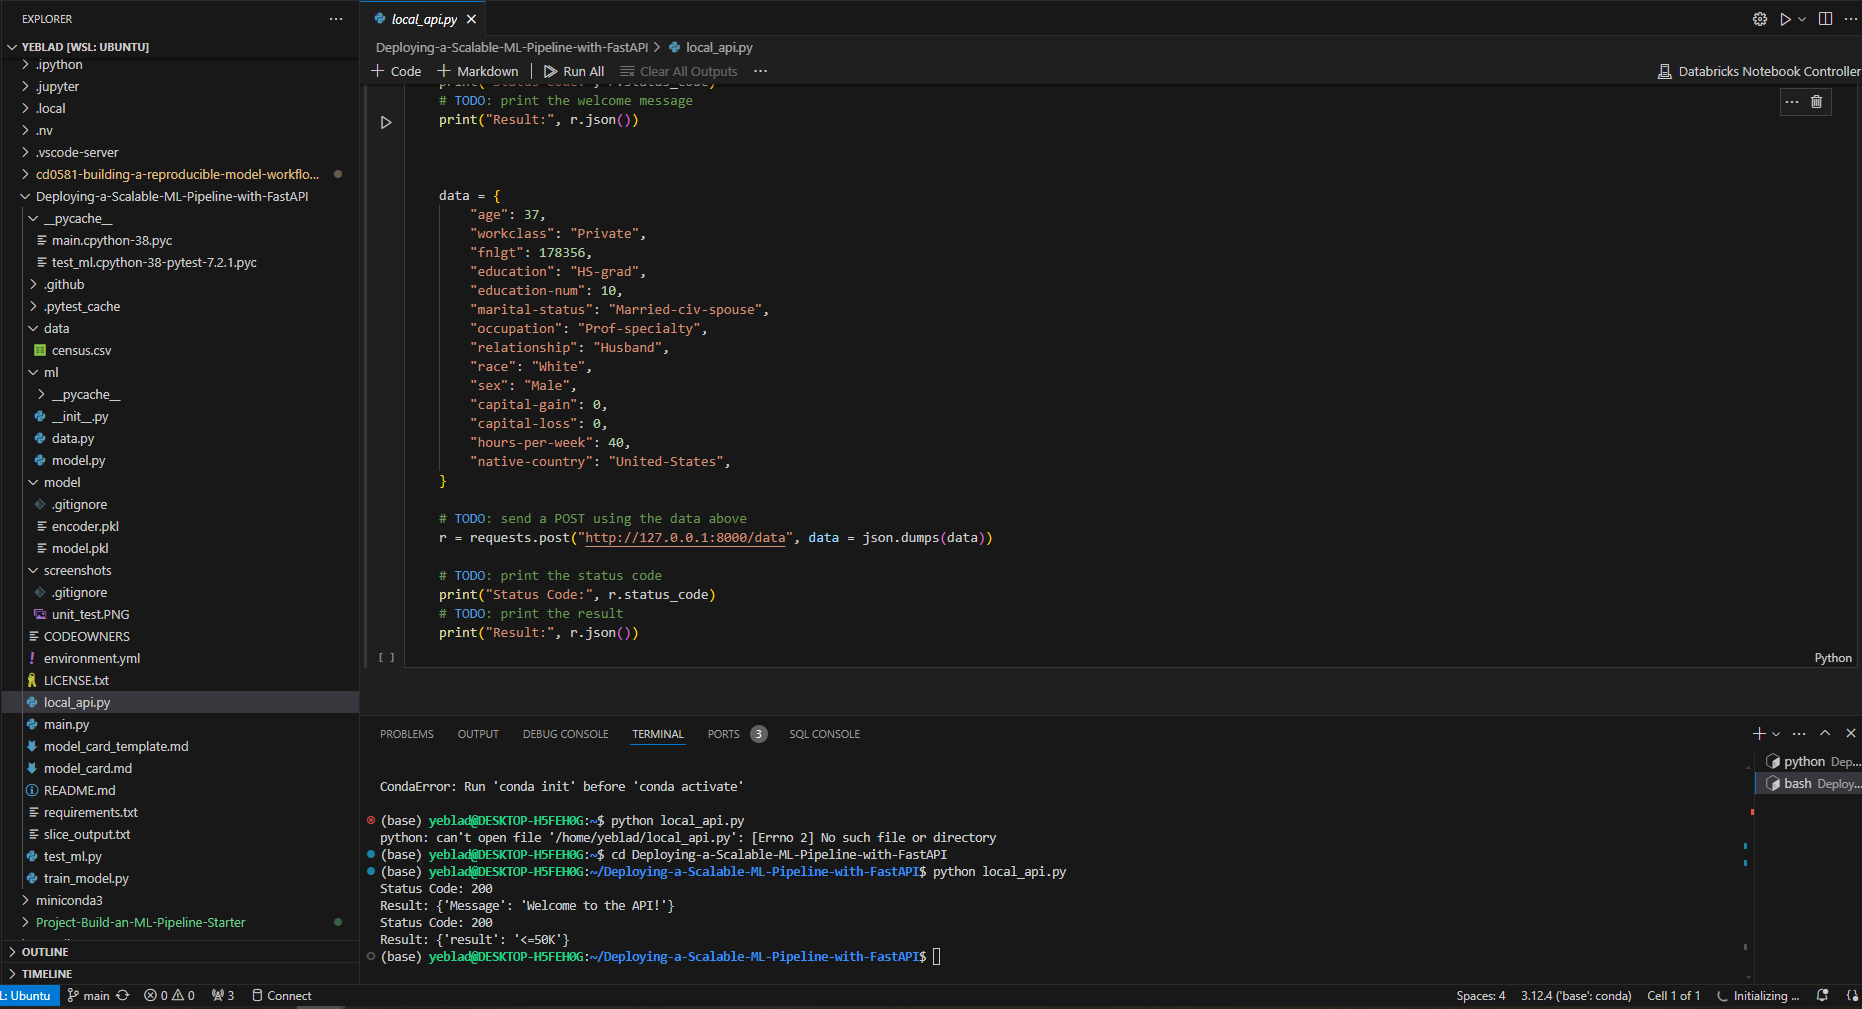 EXPLORER
YEBLAD [WSL: UBUNTU]
.ipython
.jupyter
.local
.nv
.vscode-server
cd0581-building-a-reproducible-model-workflo...
Deploying-a-Scalable-ML-Pipeline-with-FastAPI
__pycache__
main.cpython-38.pyc
test_ml.cpython-38-pytest-7.2.1.pyc
.github
.pytest_cache
data
census.csv
ml
__pycache__
__init__.py
data.py
model.py
model
.gitignore
encoder.pkl
model.pkl
screenshots
.gitignore
unit_test.PNG
CODEOWNERS
environment.yml
LICENSE.txt
local_api.py
main.py
model_card_template.md
model_card.md
README.md
requirements.txt
slice_output.txt
test_ml.py
train_model.py
miniconda3
Project-Build-an-ML-Pipeline-Starter
OUTLINE
TIMELINE
local_api.py
Deploying-a-Scalable-ML-Pipeline-with-FastAPI > local_api.py
+ Code + Markdown Run All Clear All Outputs ...
Databricks Notebook Controller
print("Status Code:", r.status_code)
# TODO: print the welcome message
print("Result:", r.json())
data = {
"age": 37,
"workclass": "Private",
"fnlgt": 178356,
"education": "HS-grad",
"education-num": 10,
"marital-status": "Married-civ-spouse",
"occupation": "Prof-specialty",
"relationship": "Husband",
"race": "White",
"sex": "Male",
"capital-gain": 0,
"capital-loss": 0,
"hours-per-week": 40,
"native-country": "United-States",
}
# TODO: send a POST using the data above
r = requests.post("http://127.0.0.1:8000/data", data = json.dumps(data))
# TODO: print the status code
print("Status Code:", r.status_code)
# TODO: print the result
print("Result:", r.json())
[ ]
Python
PROBLEMS OUTPUT DEBUG CONSOLE TERMINAL PORTS 3 SQL CONSOLE
python Dep...
bash Deploy...
CondaError: Run 'conda init' before 'conda activate'
(base) yeblad@DESKTOP-H5FEH0G:~$ python local_api.py
python: can't open file '/home/yeblad/local_api.py': [Errno 2] No such file or directory
(base) yeblad@DESKTOP-H5FEH0G:~$ cd Deploying-a-Scalable-ML-Pipeline-with-FastAPI
(base) yeblad@DESKTOP-H5FEH0G:~/Deploying-a-Scalable-ML-Pipeline-with-FastAPI$ python local_api.py
Status Code: 200
Result: {'Message': 'Welcome to the API!'}
Status Code: 200
Result: {'result': '<=50K'}
(base) yeblad@DESKTOP-H5FEH0G:~/Deploying-a-Scalable-ML-Pipeline-with-FastAPI$
L: Ubuntu main 0 0 3 Connect
Spaces: 4 3.12.4 ('base': conda) Cell 1 of 1 Initializing ...